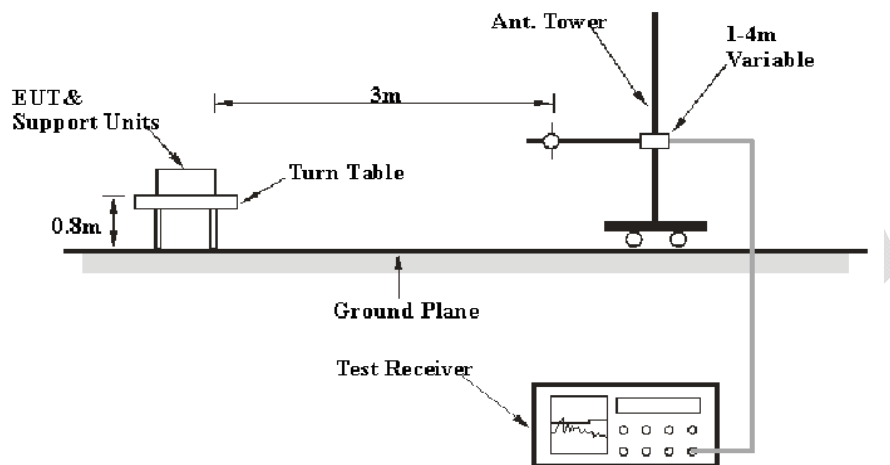 Ant. Tower
1-4m
Variable
3m
EUT&
Support Units
Turn Table
0.8m
Ground Plane
Test Receiver